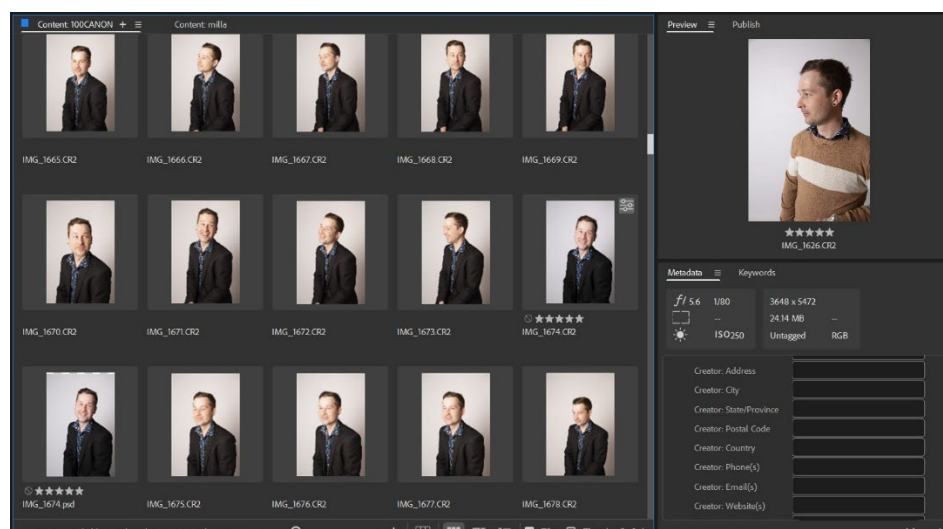 Content: 100CANON
Content: milla
IMG_1665.CR2
IMG_1666.CR2
IMG_1667.CR2
IMG_1668.CR2
IMG_1669.CR2
IMG_1670.CR2
IMG_1671.CR2
IMG_1672.CR2
IMG_1673.CR2
IMG_1674.CR2
IMG_1674.psd
IMG_1675.CR2
IMG_1676.CR2
IMG_1677.CR2
IMG_1678.CR2
Preview
Publish
IMG_1626.CR2
Metadata
Keywords
f/ 5.6 1/80
--
ISO250
3648 x 5472
24.14 MB --
Untagged RGB
Creator: Address
Creator: City
Creator: State/Province
Creator: Postal Code
Creator: Country
Creator: Phone(s)
Creator: Email(s)
Creator: Website(s)